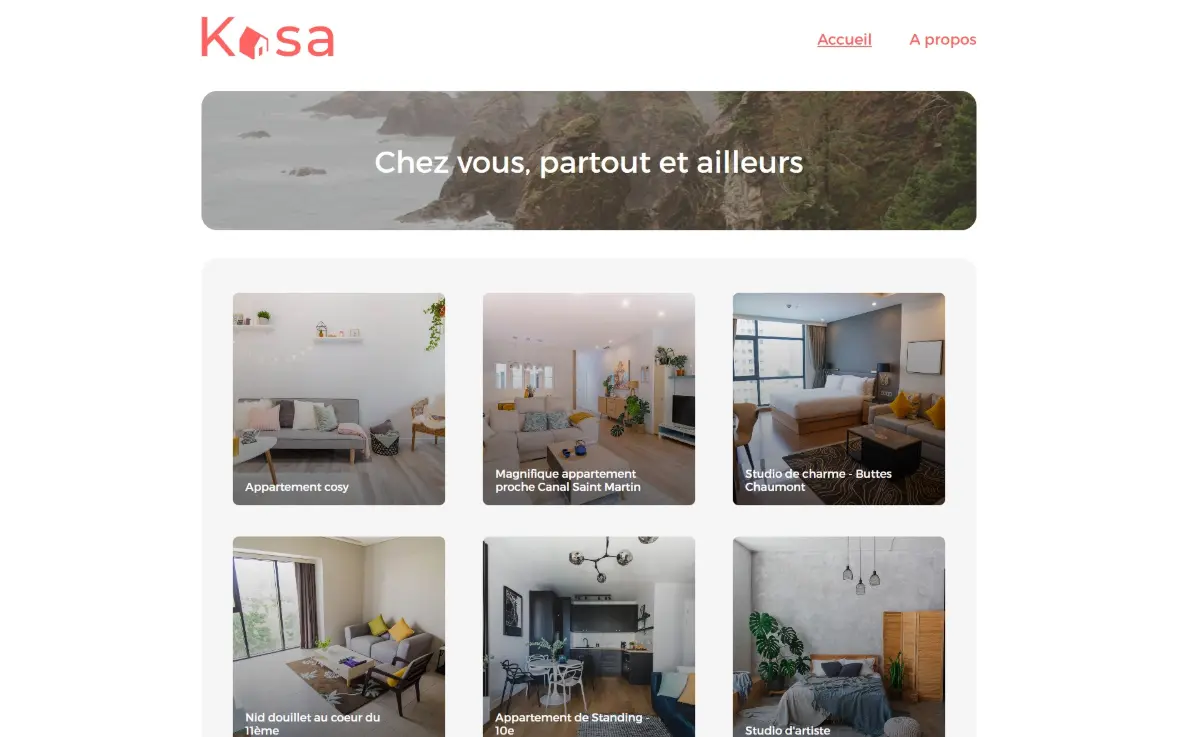 Kasa
Accueil
A propos
Chez vous, partout et ailleurs
Appartement cosy
Magnifique appartement
proche Canal Saint Martin
Studio de charme - Buttes
Chaumont
Nid douillet au coeur du
11ème
Appartement de Standing -
10e
Studio d'artiste